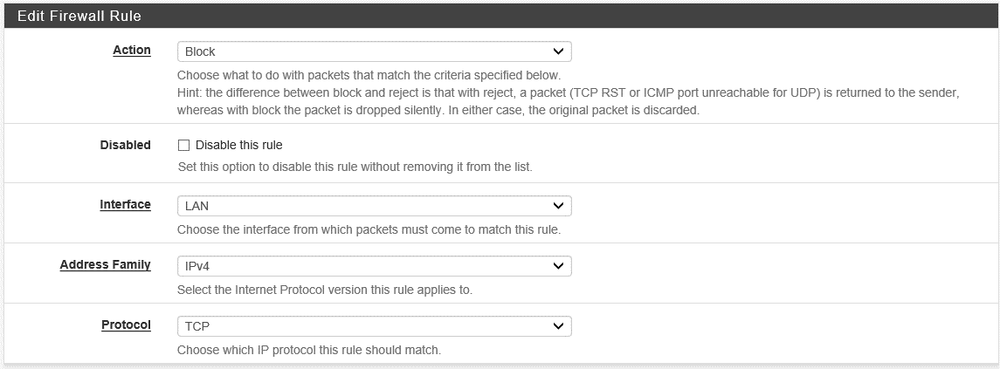 Edit Firewall Rule
Action
Block
Choose what to do with packets that match the criteria specified below.
Hint: the difference between block and reject is that with reject, a packet (TCP RST or ICMP port unreachable for UDP) is returned to the sender,
whereas with block the packet is dropped silently. In either case, the original packet is discarded.
Disabled
Disable this rule
Set this option to disable this rule without removing it from the list.
Interface
LAN
Choose the interface from which packets must come to match this rule.
Address Family
IPv4
Select the Internet Protocol version this rule applies to.
Protocol
TCP
Choose which IP protocol this rule should match.